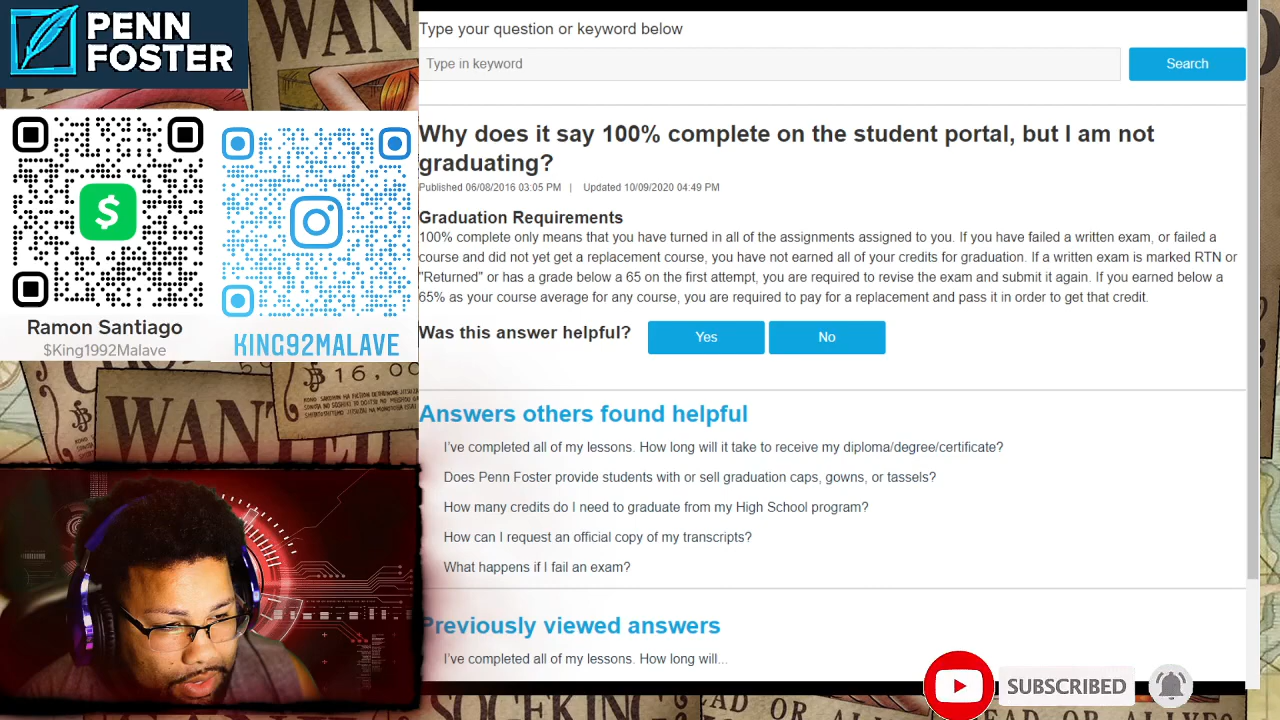 PENN
FOSTER
WAN
Type your question or keyword below
Type in keyword
Search
Why does it say 100% complete on the student portal, but I am not
graduating?
Published 06/08/2016 03:05 PM | Updated 10/09/2020 04:49 PM
Graduation Requirements
100% complete only means that you have turned in all of the assignments assigned to you. If you have failed a written exam, or failed a
course and did not yet get a replacement course, you have not earned all of your credits for graduation. If a written exam is marked RTN or
"Returned" or has a grade below a 65 on the first attempt, you are required to revise the exam and submit it again. If you earned below a
65% as your course average for any course, you are required to pay for a replacement and pass it in order to get that credit.
Was this answer helpful?
Yes
No
$
Ramon Santiago
$King1992Malave
KING92MALAVE
16,00
WANTED
Answers others found helpful
I've completed all of my lessons. How long will it take to receive my diploma/degree/certificate?
Does Penn Foster provide students with or sell graduation caps, gowns, or tassels?
How many credits do I need to graduate from my High School program?
How can I request an official copy of my transcripts?
What happens if I fail an exam?
Previously viewed answers
I've completed all of my lessons. How long will...
SUBSCRIBED
SOGEKING
DEAD OR ALIVE